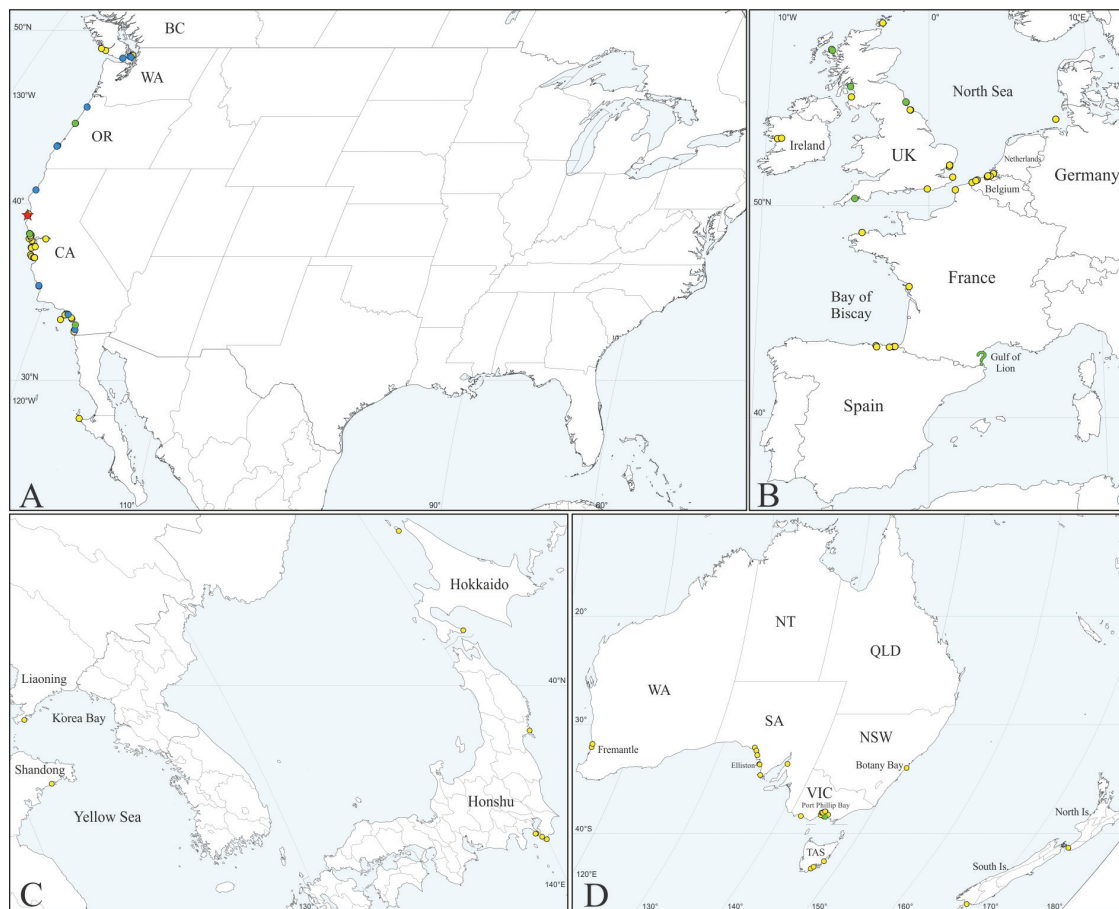 50°N
BC
WA
130°W
OR
40°
CA
30°N
120°W
110°
90°
80°
A
10°W
0°
10°E
North Sea
Ireland
UK
Netherlands
Germany
Belgium
50°N
France
Bay of
Biscay
?
Gulf of
Lion
Spain
40°
B
Hokkaido
Liaoning
40°N
Korea Bay
Shandong
Honshu
Yellow Sea
130°
140°E
C
20°
NT
QLD
WA
30°
SA
NSW
Fremantle
Elliston
Botany Bay
VIC
Port Phillip Bay
North Is.
40°S
TAS
South Is.
120°E
130°
140°
150°
160°
170°
180°
D